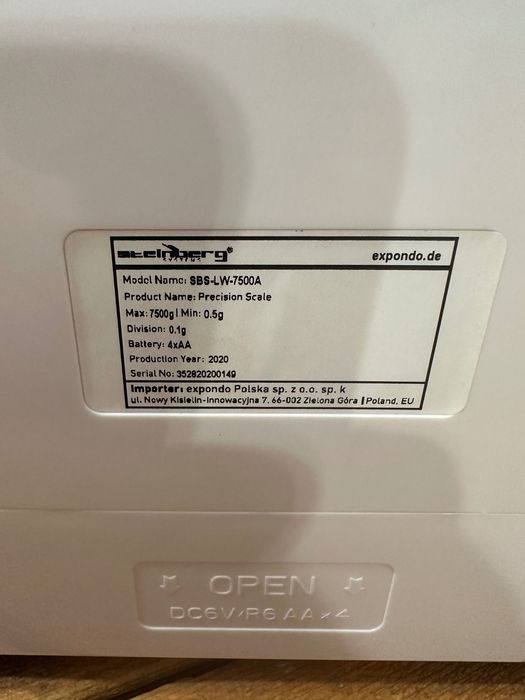 steinberg®
SYSTEMS
expondo.de
Model Name: SBS-LW-7500A
Product Name: Precision Scale
Max: 7500g | Min: 0.5g
Division: 0.1g
Battery: 4xAA
Production Year: 2020
Serial No: 352820200149
Importer: expondo Polska sp. z o.o. sp. k
ul. Nowy Kisielin-Innowacyjna 7, 66-002 Zielona Góra | Poland, EU
OPEN
DC6V/R6.AA×4